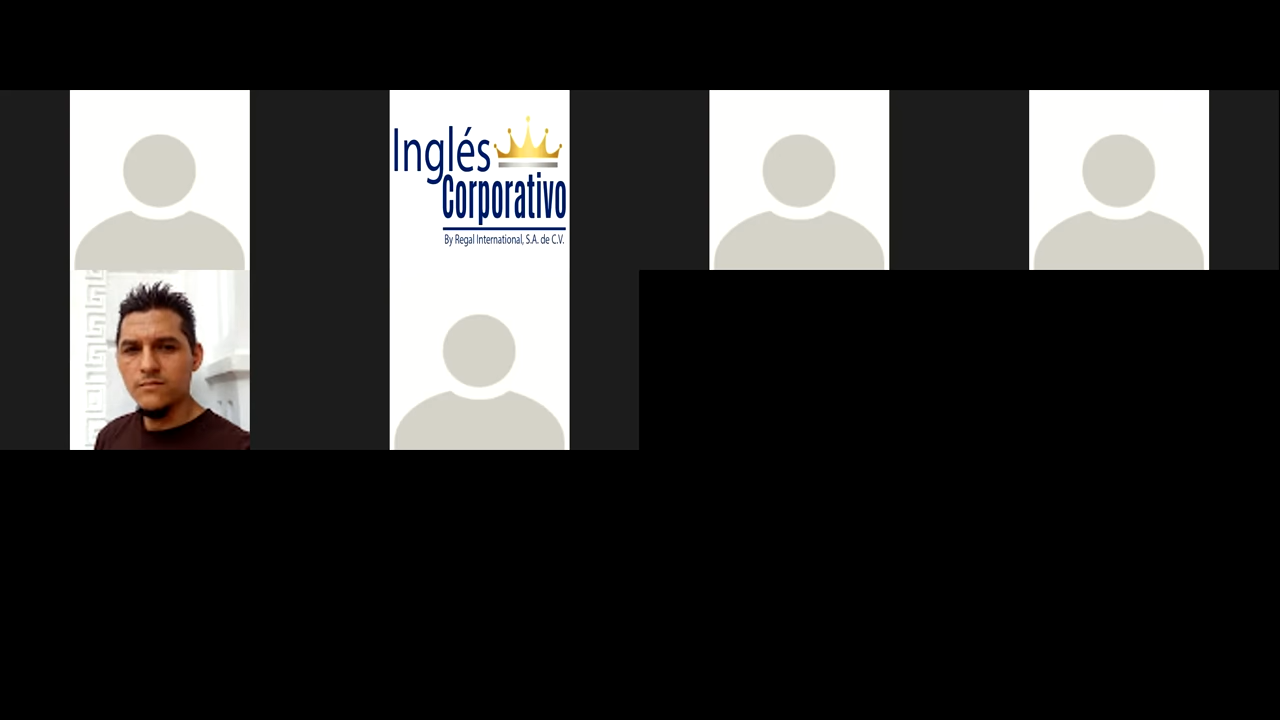 Inglés
Corporativo
By Regal International, S.A. de C.V.